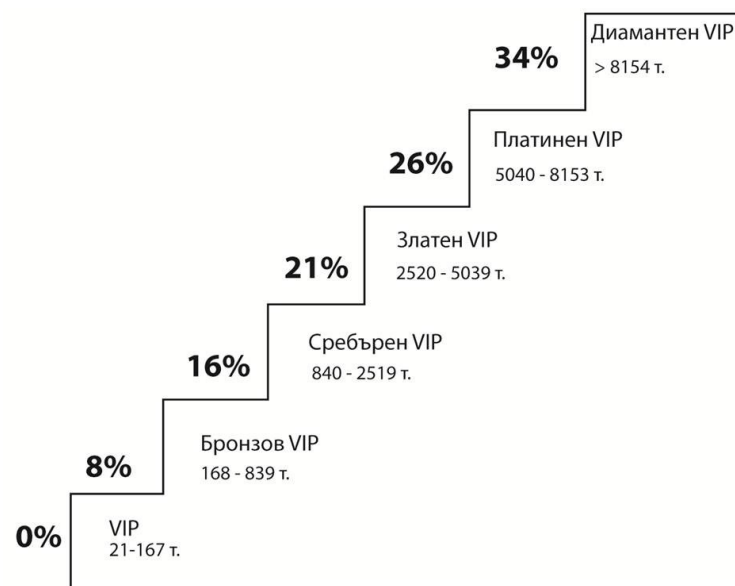 Диамантен VIP
34%
> 8154 т.
Платинен VIP
26%
5040 - 8153 т.
Златен VIP
21%
2520 - 5039 т.
Сребърен VIP
16%
840 - 2519 т.
Бронзов VIP
8%
168 - 839 т.
VIP
0%
21-167 т.